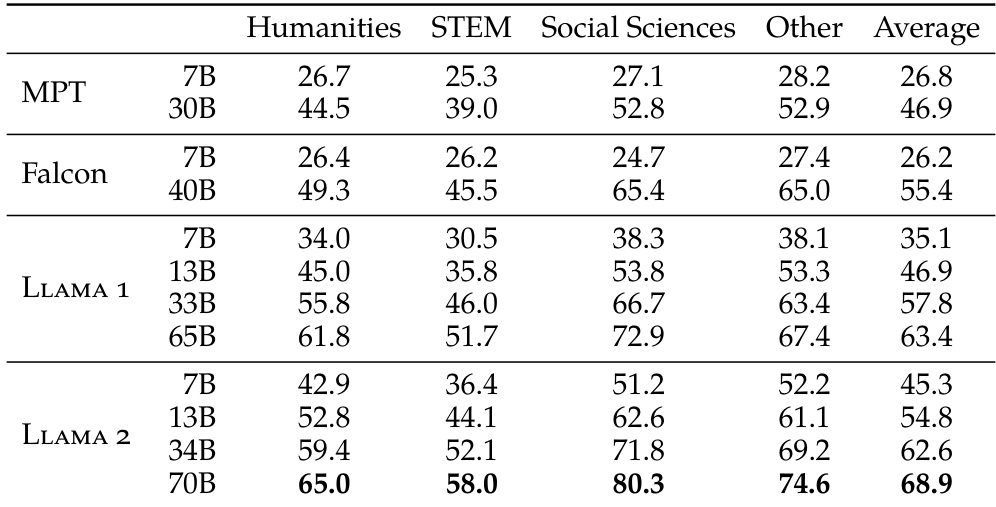 Humanities STEM Social Sciences Other Average
MPT 7B 26.7 25.3 27.1 28.2 26.8
30B 44.5 39.0 52.8 52.9 46.9
Falcon 7B 26.4 26.2 24.7 27.4 26.2
40B 49.3 45.5 65.4 65.0 55.4
Llama 1 7B 34.0 30.5 38.3 38.1 35.1
13B 45.0 35.8 53.8 53.3 46.9
33B 55.8 46.0 66.7 63.4 57.8
65B 61.8 51.7 72.9 67.4 63.4
Llama 2 7B 42.9 36.4 51.2 52.2 45.3
13B 52.8 44.1 62.6 61.1 54.8
34B 59.4 52.1 71.8 69.2 62.6
70B 65.0 58.0 80.3 74.6 68.9